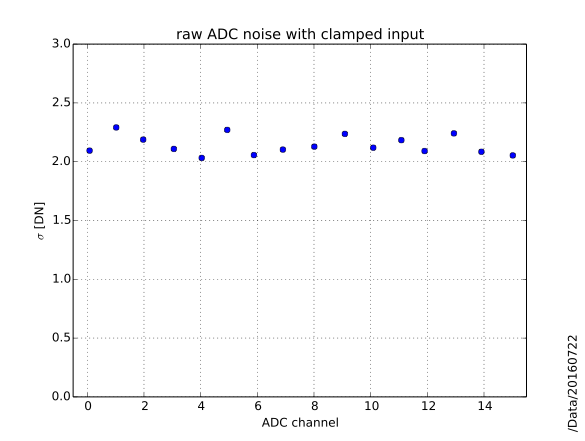 raw ADC noise with clamped input
3.0
2.5
2.0
1.5
1.0
0.5
0.0
σ [DN]
0 2 4 6 8 10 12 14
ADC channel
/Data/20160722